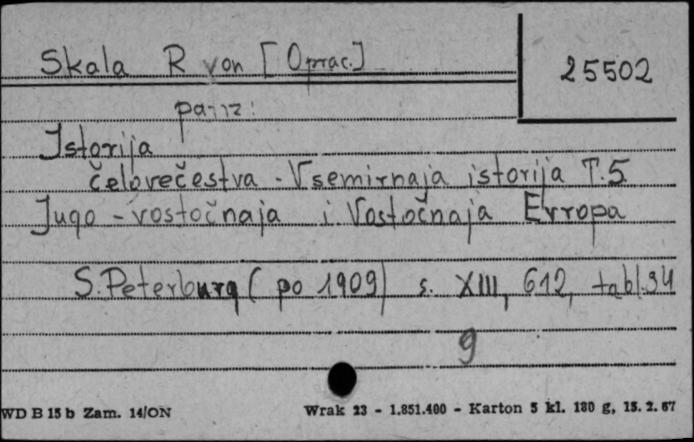 Skala R von [Oprac.]
25502
patrz:
Istorija
čelovečestva - Vsemirnaja istorija T.5
Jugo-vostočnaja i Vostočnaja Evropa
S. Peterburg (po 1909) s. XIII, 612, tabl. 34
9
WD B 15 b Zam. 14/ON
Wrak 23 - 1.851.400 - Karton 5 kl. 180 g, 15. 2. 67